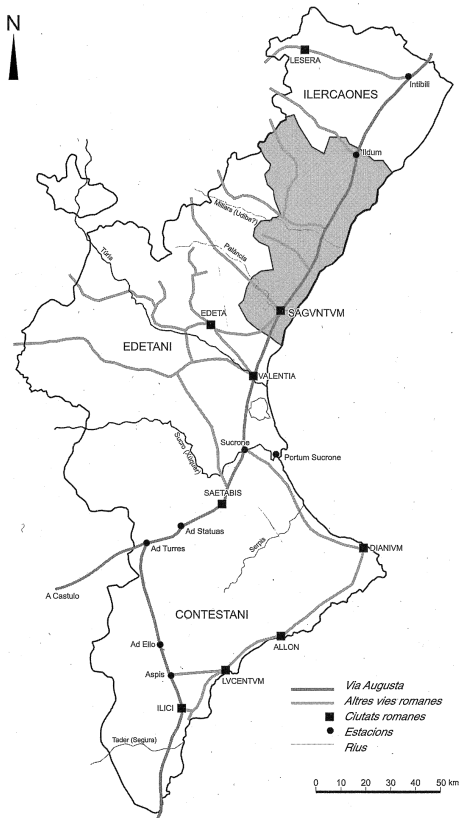 N
LESERA
Intibili
ILERCAONES
Ildum
Millars (Udiba?)
Palància
Túria
SAGVNTVM
EDETA
EDETANI
VALENTIA
Sucro (Xúquer)
Sucrone
Portum Sucrone
SAETABIS
Ad Statuas
Serpis
Ad Turres
DIANIVM
A Castulo
CONTESTANI
Ad Ello
ALLON
Aspis
LVCENTVM
ILICI
Tader (Segura)
Via Augusta
Altres vies romanes
Ciutats romanes
Estacions
Rius
0 10 20 30 40 50 km